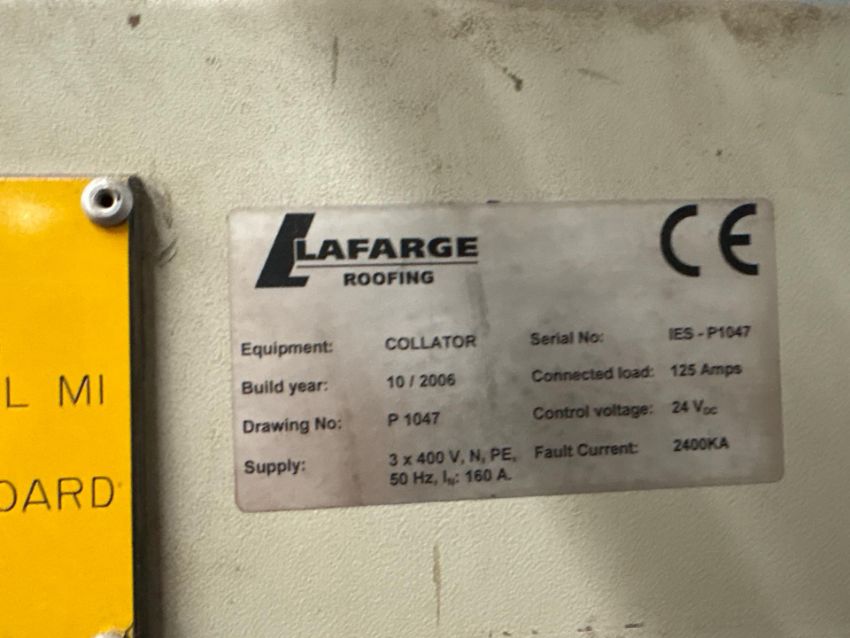 LAFARGE
ROOFING
CE
Equipment: COLLATOR
Build year: 10 / 2006
Drawing No: P 1047
Supply: 3 x 400 V, N, PE,
50 Hz, IN: 160 A.
Serial No: IES - P1047
Connected load: 125 Amps
Control voltage: 24 VDC
Fault Current: 2400KA
L MI
OARD